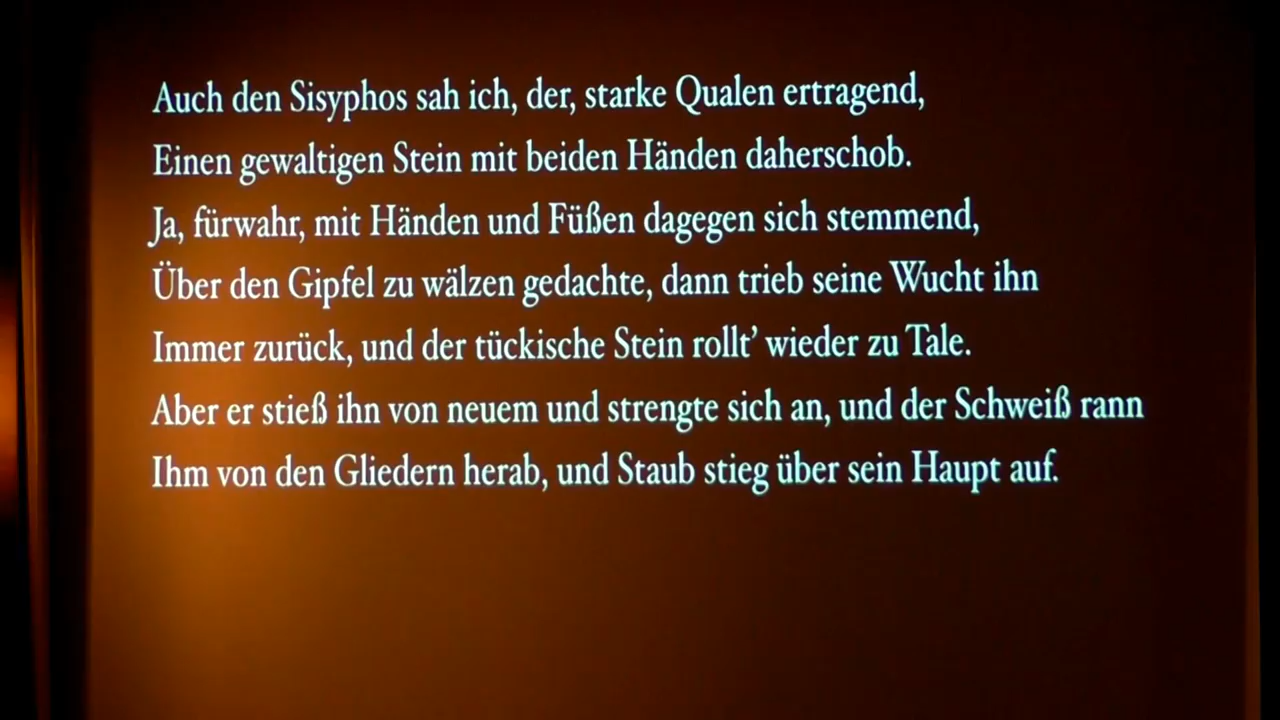 Auch den Sisyphos sah ich, der, starke Qualen ertragend,
Einen gewaltigen Stein mit beiden Händen daherschob.
Ja, fürwahr, mit Händen und Füßen dagegen sich stemmend,
Über den Gipfel zu wälzen gedachte, dann trieb seine Wucht ihn
Immer zurück, und der tückische Stein rollt’ wieder zu Tale.
Aber er stieß ihn von neuem und strengte sich an, und der Schweiß rann
Ihm von den Gliedern herab, und Staub stieg über sein Haupt auf.